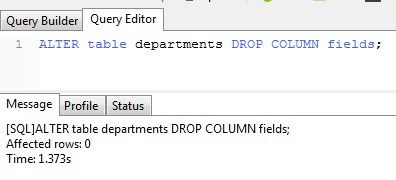 Query Builder Query Editor
1 ALTER table departments DROP COLUMN fields;
Message Profile Status
[SQL]ALTER table departments DROP COLUMN fields;
Affected rows: 0
Time: 1.373s